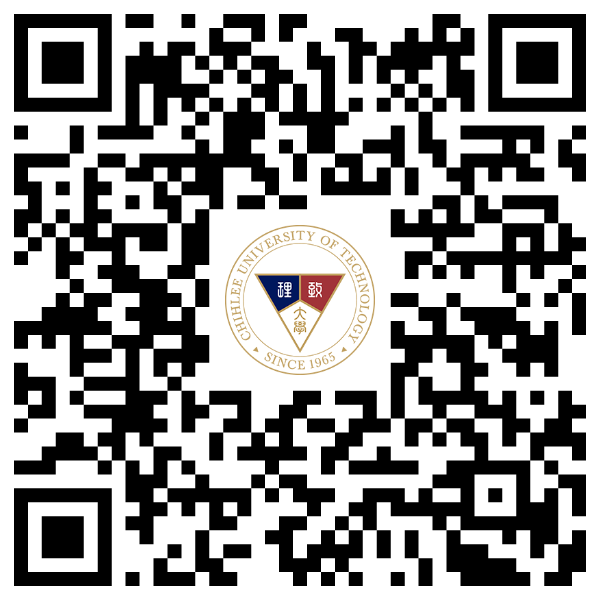 CHIHLEE UNIVERSITY OF TECHNOLOGY
理 致
大
學
SINCE 1965